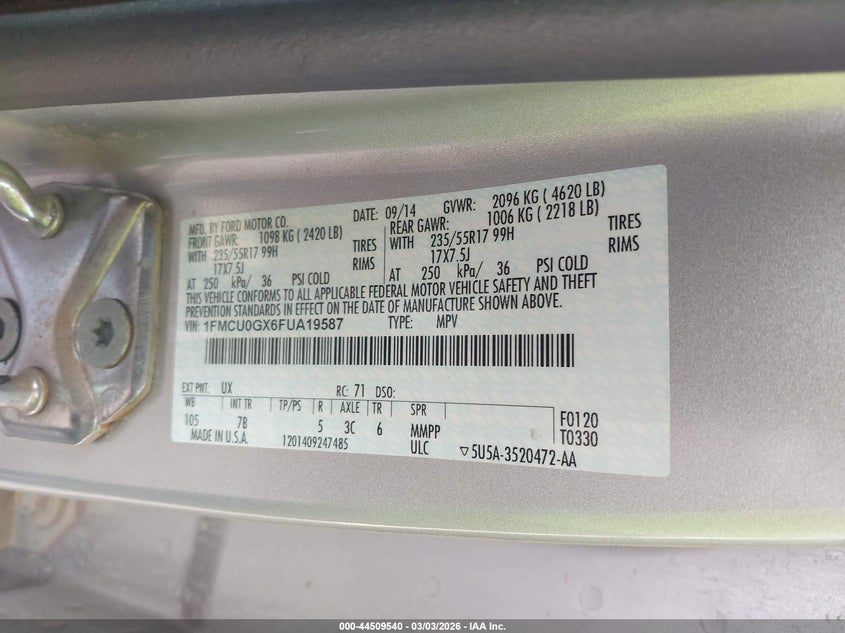 MFD. BY FORD MOTOR CO.
DATE: 09/14 GVWR: 2096 KG ( 4620 LB)
FRONT GAWR: 1098 KG ( 2420 LB) REAR GAWR: 1006 KG ( 2218 LB)
WITH 235/55R17 99H TIRES WITH 235/55R17 99H TIRES
17X7.5J RIMS 17X7.5J RIMS
AT 250 kPa/ 36 PSI COLD AT 250 kPa/ 36 PSI COLD
THIS VEHICLE CONFORMS TO ALL APPLICABLE FEDERAL MOTOR VEHICLE SAFETY AND THEFT
PREVENTION STANDARDS IN EFFECT ON THE DATE OF MANUFACTURE SHOWN ABOVE.
VIN: 1FMCU0GX6FUA19587 TYPE: MPV
EXT PNT: UX RC: 71 DSO:
WB INT TR TP/PS R AXLE TR SPR
105 7B 5 3C 6 MMPP F0120
MADE IN U.S.A. 1201409247485 ULC T0330
▽5U5A-3520472-AA
000-44509540 - 03/03/2026 - IAA Inc.